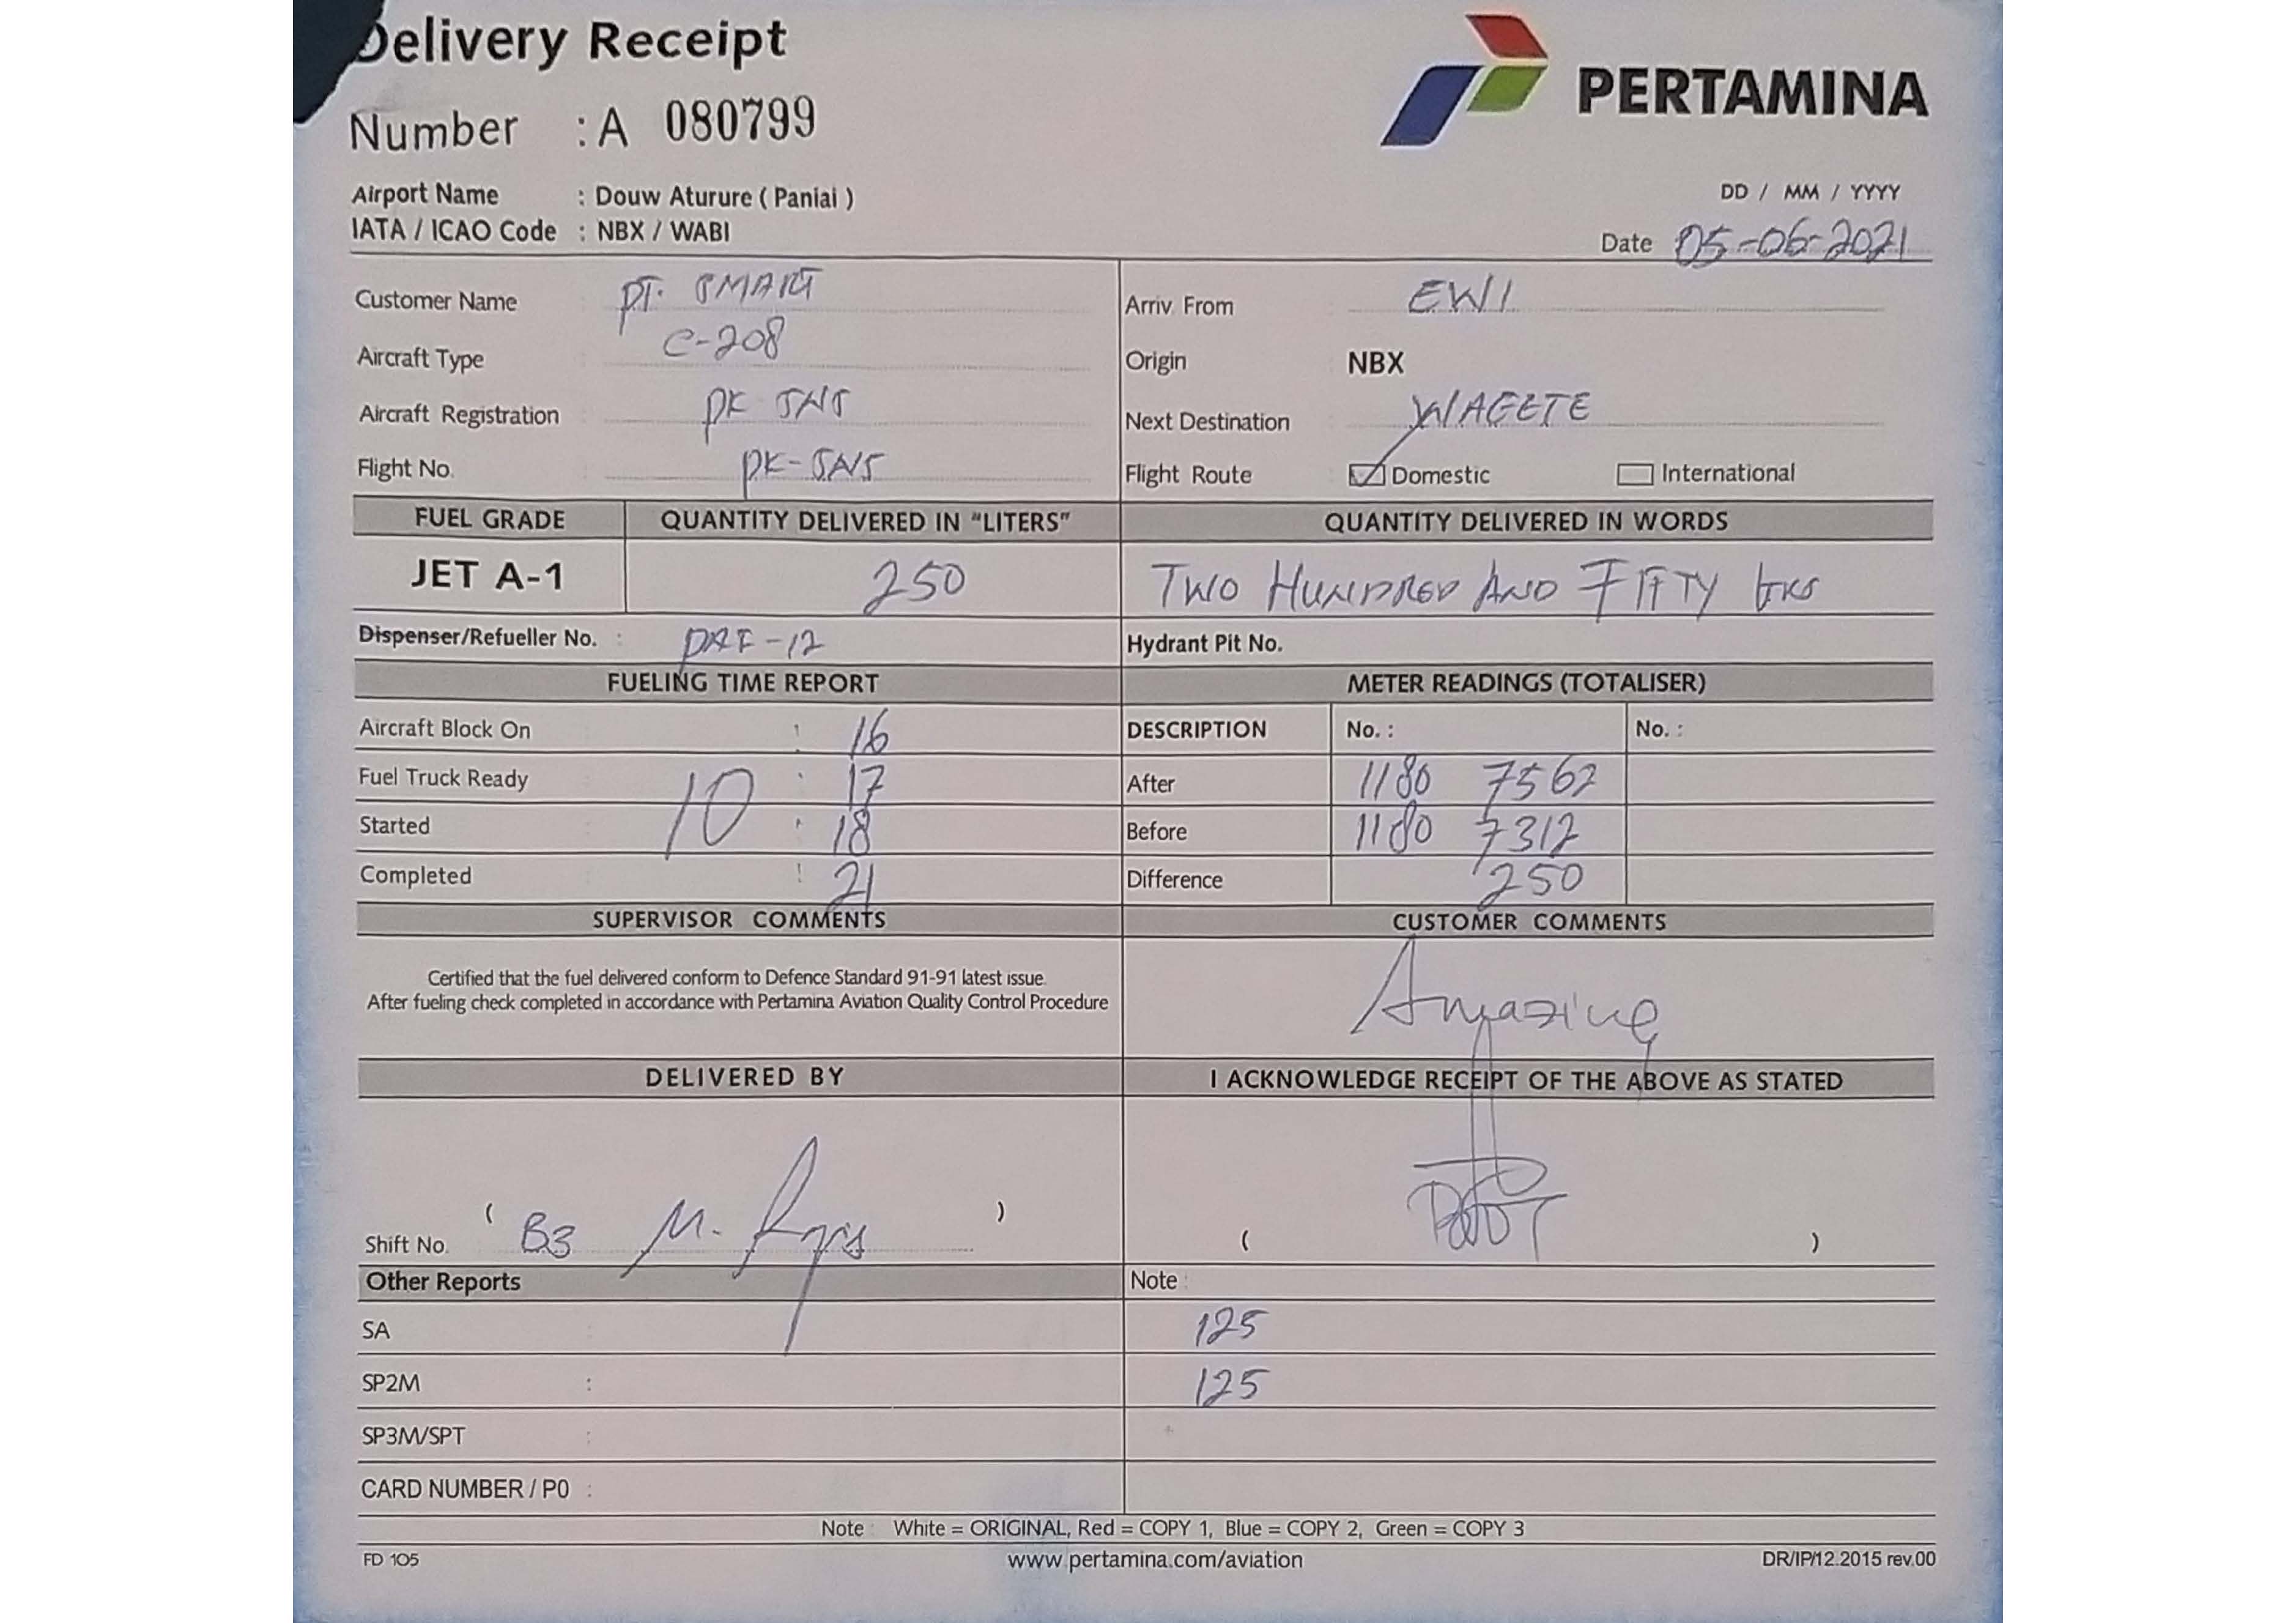 Delivery Receipt
PERTAMINA
Number : A 080799
Airport Name : Douw Aturure ( Paniai )
DD / MM / YYYY
IATA / ICAO Code : NBX / WABI
Date 05-06-2021
Customer Name PT. SMART
Arriv. From EWI
Aircraft Type C-208
Origin NBX
Aircraft Registration PK SNS
Next Destination WAGETE
Flight No. PK-SNS
Flight Route Domestic International
FUEL GRADE QUANTITY DELIVERED IN "LITERS" QUANTITY DELIVERED IN WORDS
JET A-1 250 TWO HUNDRED AND FIFTY
Dispenser/Refueller No. :
Hydrant Pit No.
FUELING TIME REPORT METER READINGS (TOTALISER)
Aircraft Block On : 16 DESCRIPTION No. : No. :
Fuel Truck Ready 10 : 17 After 1180 7562
Started : 18 Before 1180 7312
Completed : 21 Difference 250
SUPERVISOR COMMENTS CUSTOMER COMMENTS
Certified that the fuel delivered conform to Defence Standard 91-91 latest issue.
After fueling check completed in accordance with Pertamina Aviation Quality Control Procedure
Amazing
DELIVERED BY I ACKNOWLEDGE RECEIPT OF THE ABOVE AS STATED
( )
Shift No. B3 M.
( )
Other Reports Note :
SA : 125
SP2M : 125
SP3M/SPT :
CARD NUMBER / P0 :
Note : White = ORIGINAL, Red = COPY 1, Blue = COPY 2, Green = COPY 3
FD 105 www.pertamina.com/aviation DR/IP/12.2015 rev.00